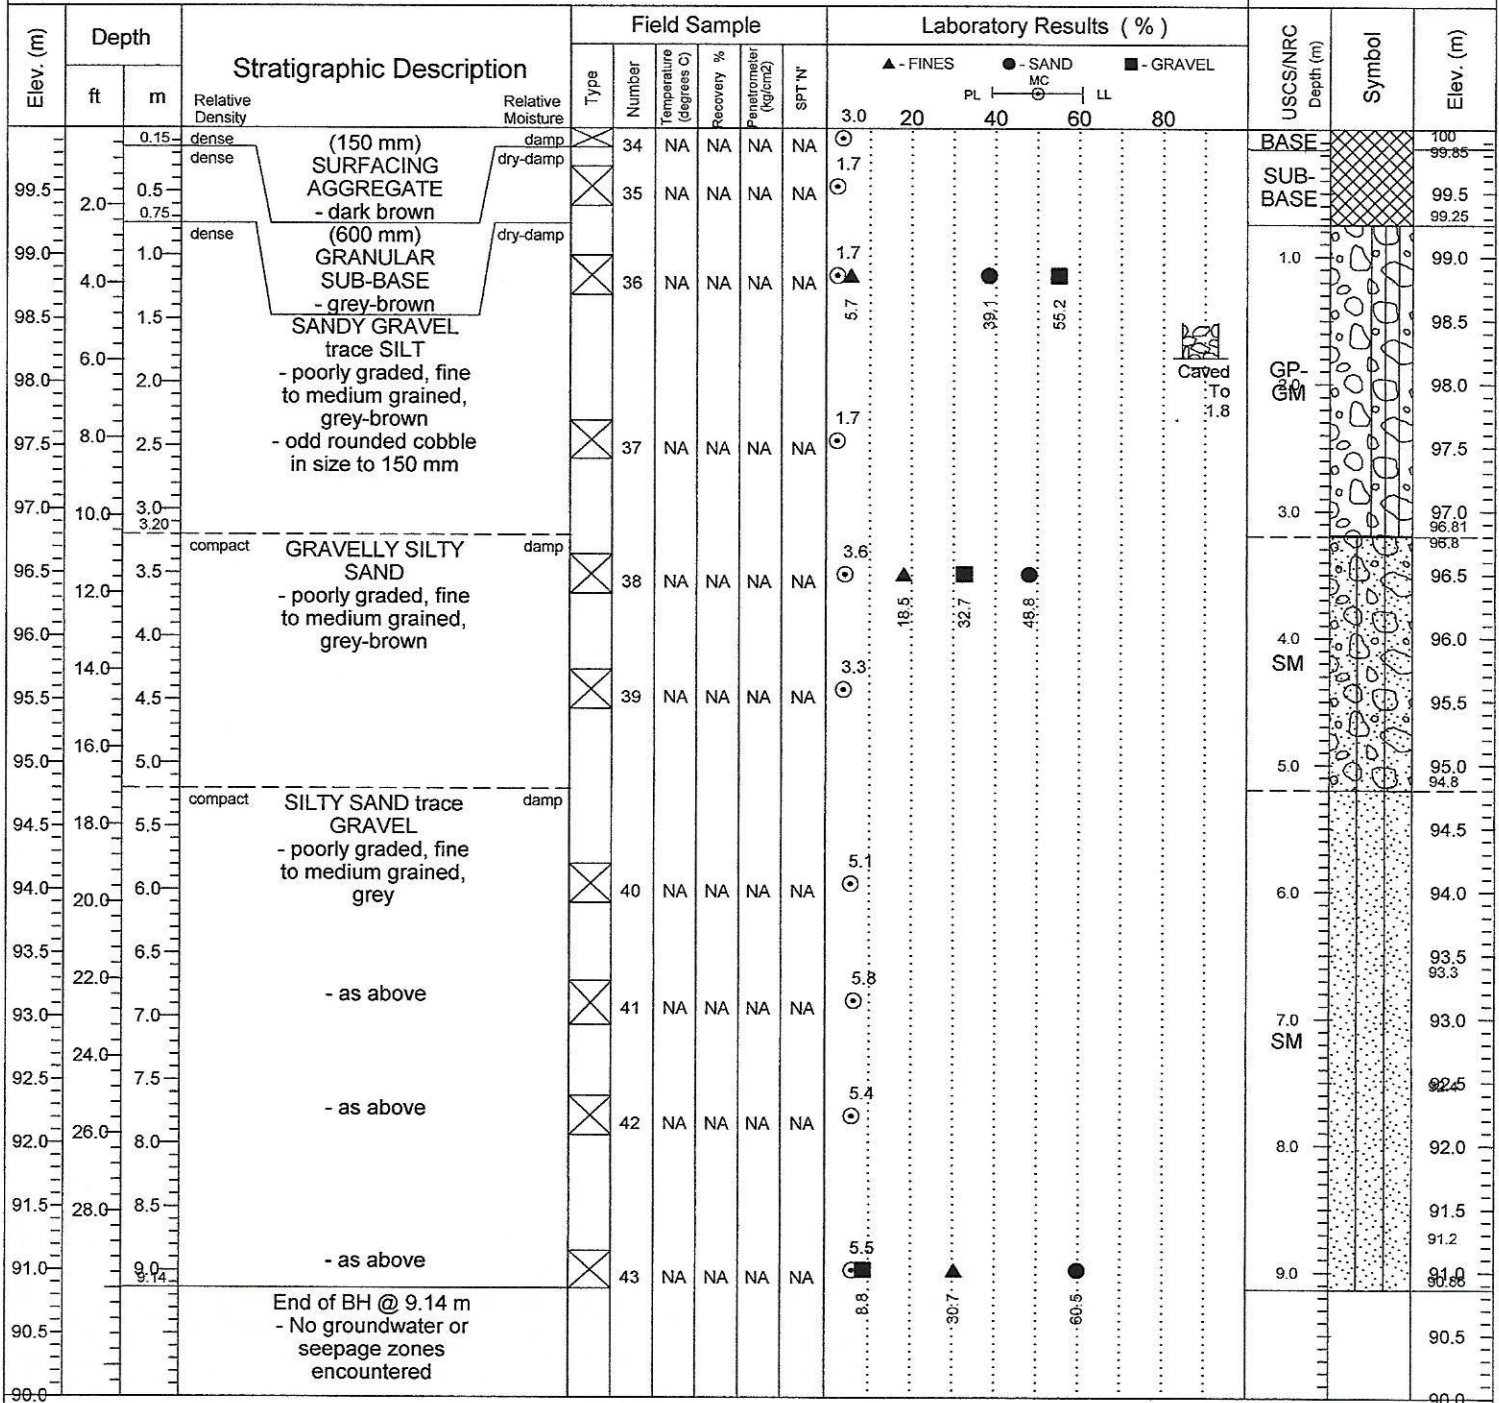 Elev. (m)
Depth
ft
m
Stratigraphic Description
Relative Density
Relative Moisture
Field Sample
Type
Number
Temperature (degrees C)
Recovery %
Penetrometer (kg/cm2)
SPT 'N'
Laboratory Results ( % )
▲ - FINES ● - SAND ■ - GRAVEL
MC
PL LL
3.0 20 40 60 80
USCS/NRC
Depth (m)
Symbol
Elev. (m)
99.5
99.0
98.5
98.0
97.5
97.0
96.5
96.0
95.5
95.0
94.5
94.0
93.5
93.0
92.5
92.0
91.5
91.0
90.5
90.0
2.0
4.0
6.0
8.0
10.0
12.0
14.0
16.0
18.0
20.0
22.0
24.0
26.0
28.0
0.15
0.5
0.75
1.0
1.5
2.0
2.5
3.0
3.20
3.5
4.0
4.5
5.0
5.5
6.0
6.5
7.0
7.5
8.0
8.5
9.0
9.14
dense (150 mm) damp
dense SURFACING dry-damp
AGGREGATE
- dark brown
dense (600 mm) dry-damp
GRANULAR
SUB-BASE
- grey-brown
SANDY GRAVEL
trace SILT
- poorly graded, fine
to medium grained,
grey-brown
- odd rounded cobble
in size to 150 mm
compact GRAVELLY SILTY damp
SAND
- poorly graded, fine
to medium grained,
grey-brown
compact SILTY SAND trace damp
GRAVEL
- poorly graded, fine
to medium grained,
grey
- as above
- as above
- as above
End of BH @ 9.14 m
- No groundwater or
seepage zones
encountered
34 NA NA NA NA
35 NA NA NA NA
36 NA NA NA NA
37 NA NA NA NA
38 NA NA NA NA
39 NA NA NA NA
40 NA NA NA NA
41 NA NA NA NA
42 NA NA NA NA
43 NA NA NA NA
1.7
1.7
5.7 39.1 55.2
Caved
To
1.8
1.7
3.6
18.5 32.7 48.8
3.3
5.1
5.8
5.4
5.5
8.8 30.7 60.5
BASE
SUB-
BASE
1.0
GP-
2.0
GM
3.0
4.0
SM
5.0
6.0
7.0
SM
8.0
9.0
100
99.85
99.5
99.25
99.0
98.5
98.0
97.5
97.0
96.81
96.8
96.5
96.0
95.5
95.0
94.8
94.5
94.0
93.5
93.3
93.0
92.5
92.4
92.0
91.5
91.2
91.0
90.86
90.5
90.0